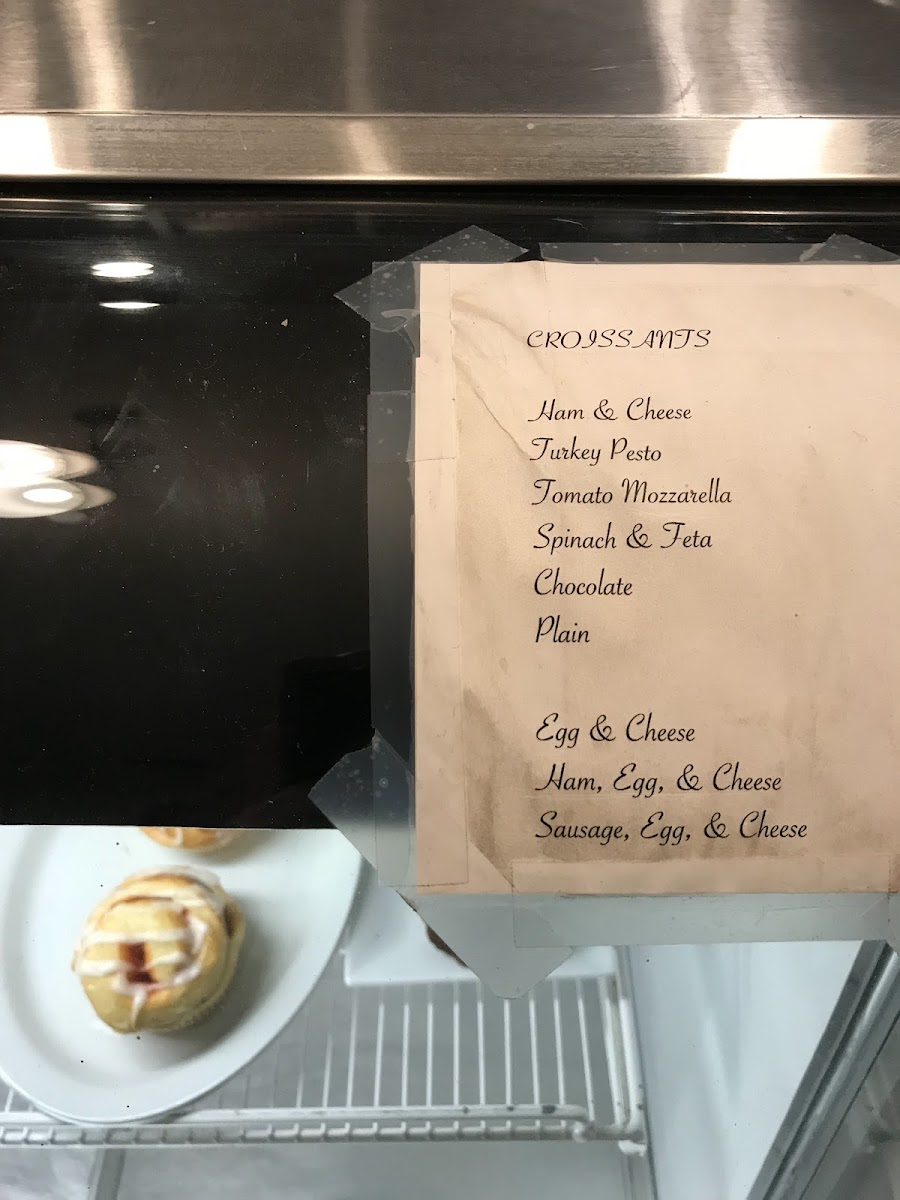 CROISSANTS
Ham & Cheese
Turkey Pesto
Tomato Mozzarella
Spinach & Feta
Chocolate
Plain
Egg & Cheese
Ham, Egg, & Cheese
Sausage, Egg, & Cheese